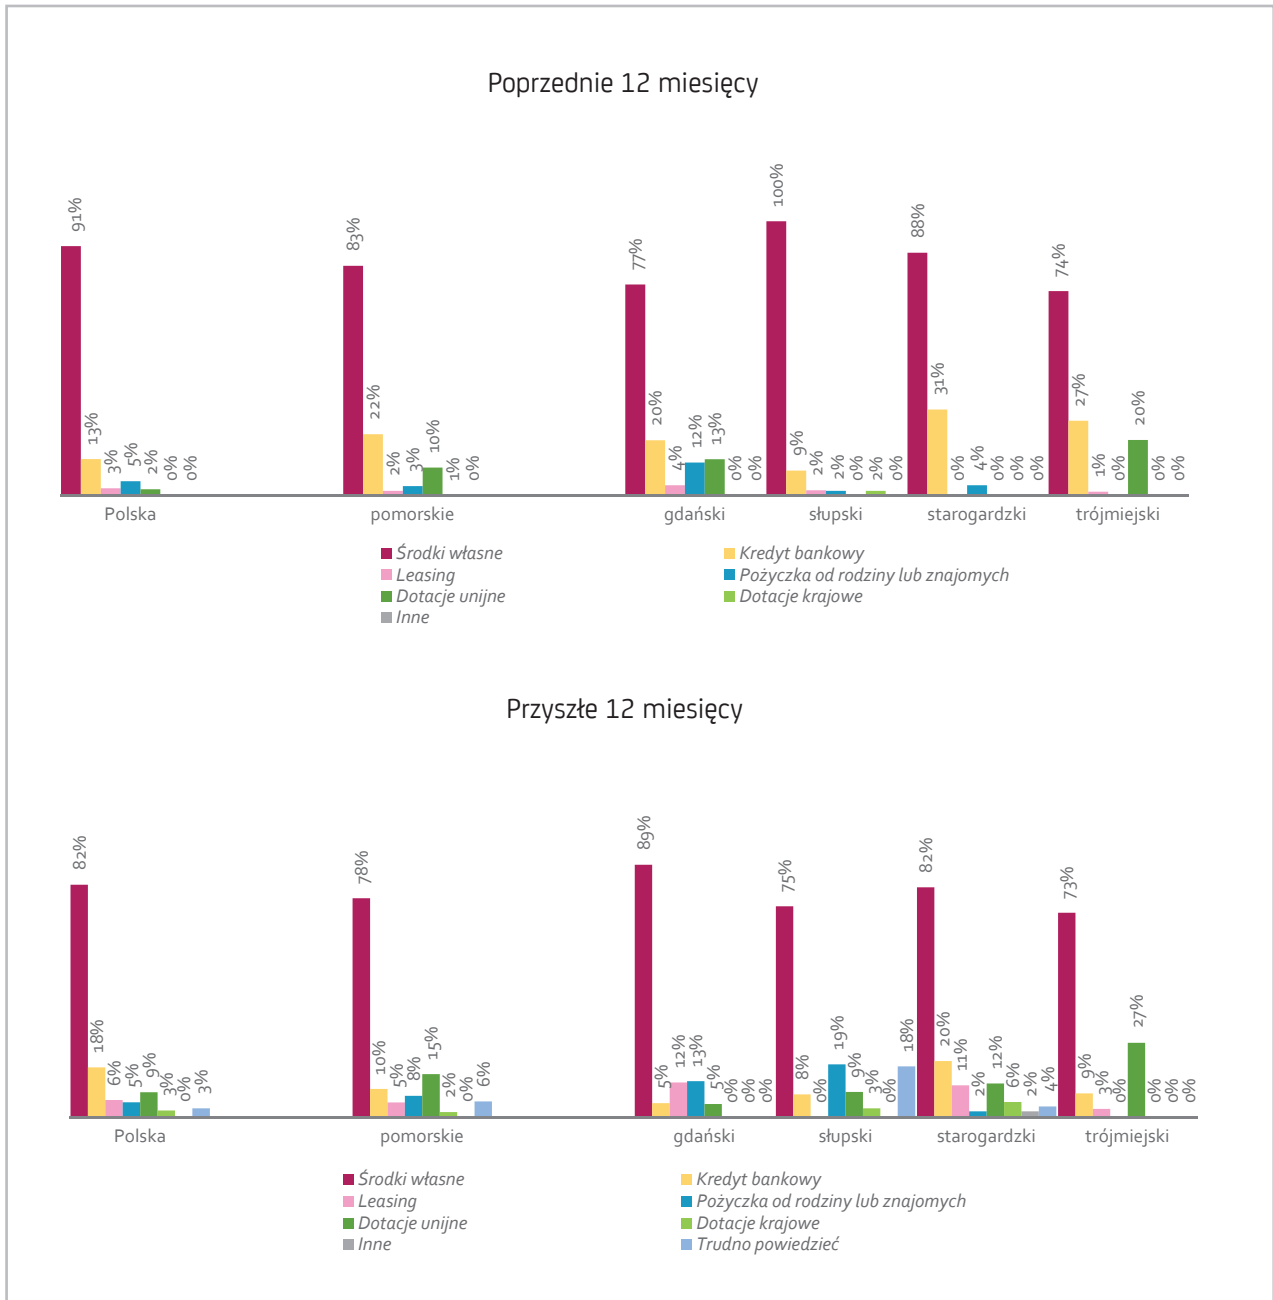 Poprzednie 12 miesięcy
91% 13% 3% 5% 2% 0% 0%
83% 22% 2% 3% 10% 1% 0%
77% 20% 4% 12% 13% 0% 0%
100% 9% 2% 2% 0% 2% 0%
88% 31% 0% 4% 0% 0% 0%
74% 27% 1% 0% 20% 0% 0%
Polska pomorskie gdański słupski starogardzki trójmiejski
Środki własne Kredyt bankowy
Leasing Pożyczka od rodziny lub znajomych
Dotacje unijne Dotacje krajowe
Inne
Przyszłe 12 miesięcy
82% 18% 6% 5% 9% 3% 0% 3%
78% 10% 5% 8% 15% 2% 0% 6%
89% 5% 12% 13% 5% 0% 0% 0%
75% 8% 0% 19% 9% 3% 0% 18%
82% 20% 11% 2% 12% 6% 2% 4%
73% 9% 3% 0% 27% 0% 0% 0%
Polska pomorskie gdański słupski starogardzki trójmiejski
Środki własne Kredyt bankowy
Leasing Pożyczka od rodziny lub znajomych
Dotacje unijne Dotacje krajowe
Inne Trudno powiedzieć